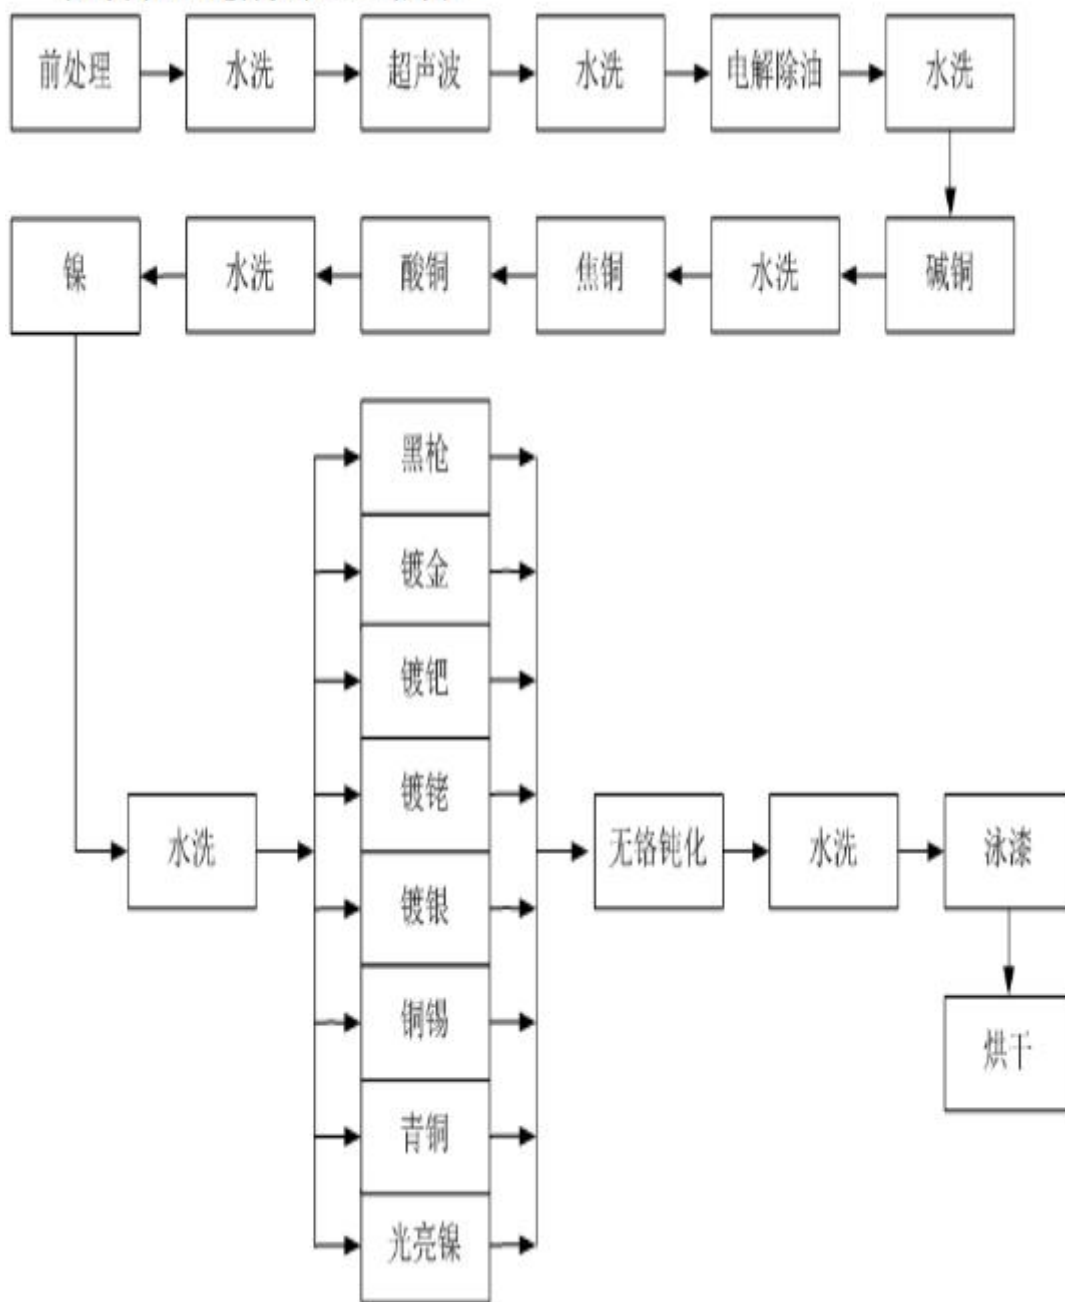 前处理
水洗
超声波
水洗
电解除油
水洗
碱铜
水洗
焦铜
酸铜
水洗
镍
水洗
黑枪
镀金
镀钯
镀铑
镀银
铜锡
青铜
光亮镍
无铬钝化
水洗
泳漆
烘干